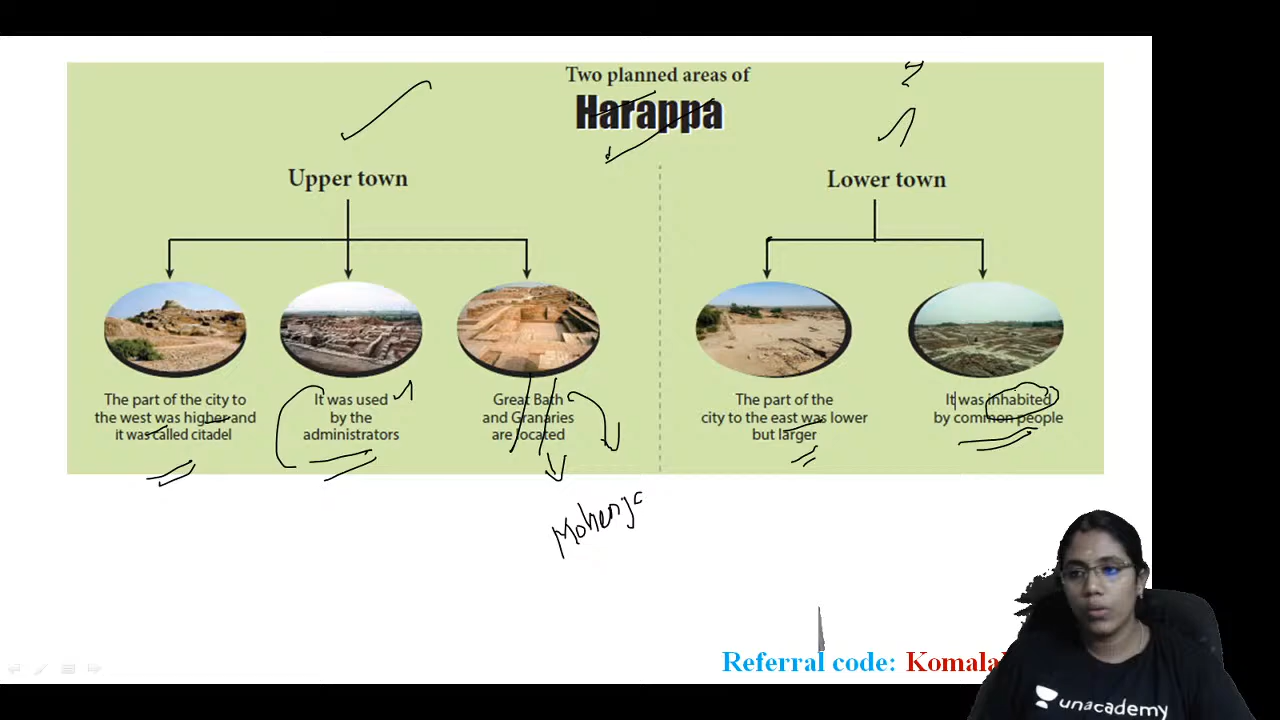 Two planned areas of
Harappa
Upper town
Lower town
The part of the city to
the west was higher and
it was called citadel
It was used
by the
administrators
Great Bath
and Granaries
are located
The part of the
city to the east was lower
but larger
It was inhabited
by common people
Mohenjo
Referral code: Komala
unacademy